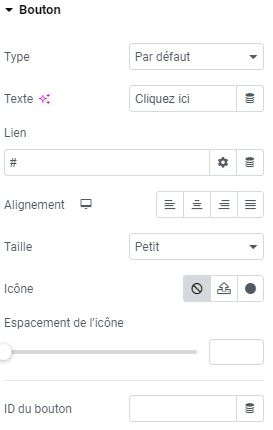 Bouton
Type
Par défaut
Texte
Cliquez ici
Lien
#
Alignement
Taille
Petit
Icône
Espacement de l'icône
ID du bouton